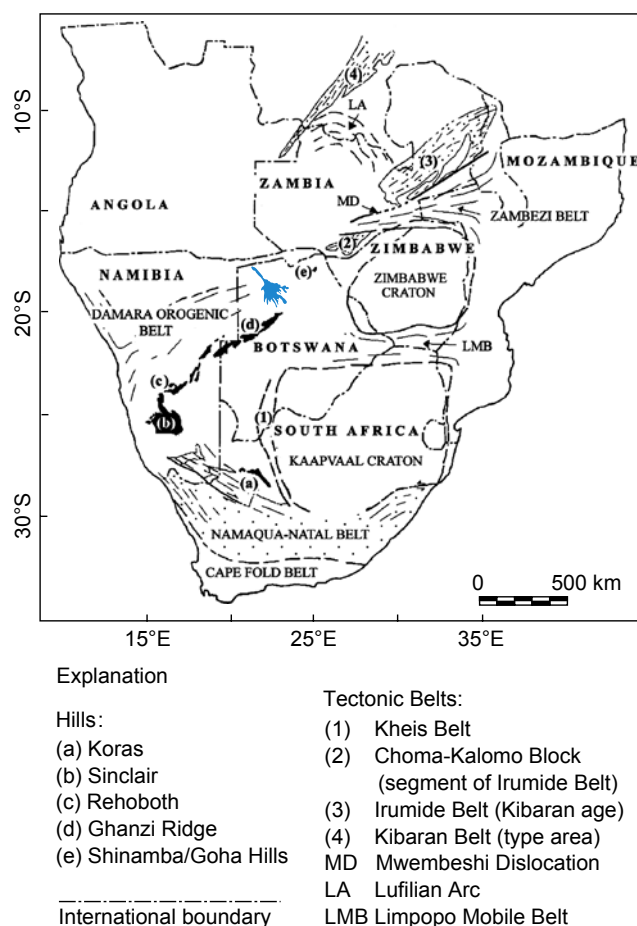 10°S
20°S
30°S
(4)
LA
(3)
ZAMBIA
MOZAMBIQUE
ANGOLA
MD
ZAMBEZI BELT
(2)
ZIMBABWE
(e)
NAMIBIA
ZIMBABWE
CRATON
DAMARA OROGENIC
BELT
(d)
BOTSWANA
LMB
(c)
(b)
(1)
SOUTH AFRICA
KAAPVAAL CRATON
(a)
NAMAQUA-NATAL BELT
CAPE FOLD BELT
0 500 km
15°E 25°E 35°E
Explanation
Hills:
(a) Koras
(b) Sinclair
(c) Rehoboth
(d) Ghanzi Ridge
(e) Shinamba/Goha Hills
International boundary
Tectonic Belts:
(1) Kheis Belt
(2) Choma-Kalomo Block
(segment of Irumide Belt)
(3) Irumide Belt (Kibaran age)
(4) Kibaran Belt (type area)
MD Mwembeshi Dislocation
LA Lufilian Arc
LMB Limpopo Mobile Belt